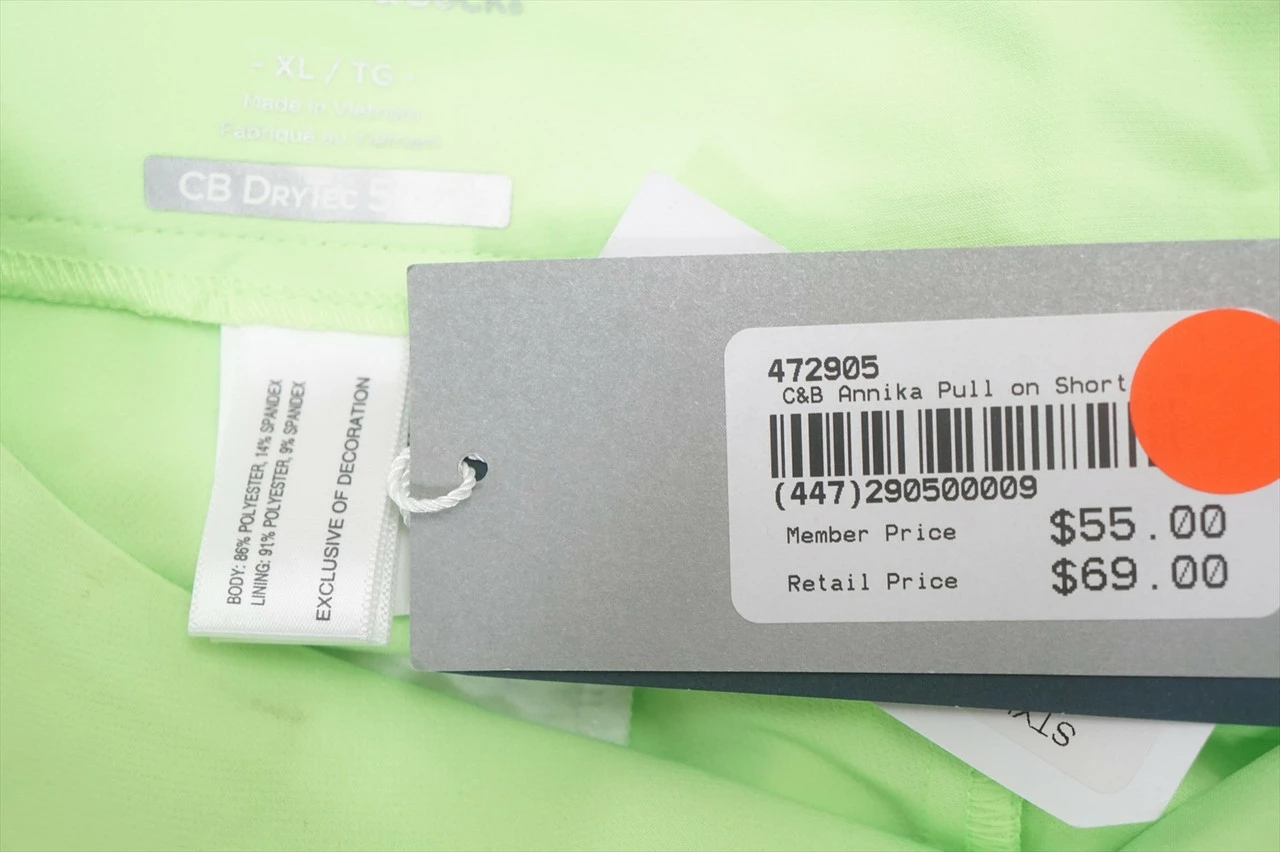 - XL / TG -
Made in Vietnam
Fabriqué au Vietnam
CB DRYTEC 5
BODY: 86% POLYESTER, 14% SPANDEX
LINING: 91% POLYESTER, 9% SPANDEX
EXCLUSIVE OF DECORATION
472905
C&B Annika Pull on Short
(447)290500009
Member Price $55.00
Retail Price $69.00